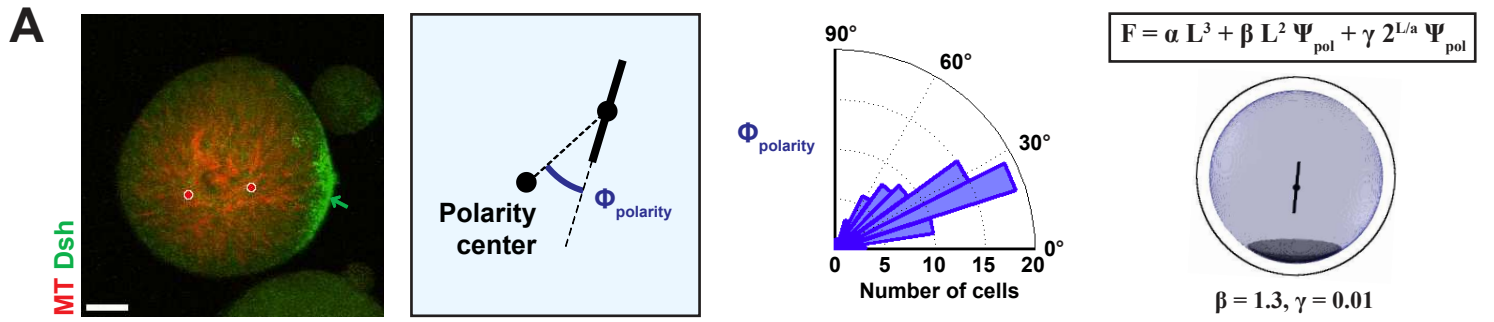 A
MT Dsh
Polarity
center
Φpolarity
Φpolarity
90°
60°
30°
0°
0 5 10 15 20
Number of cells
F = α L³ + β L² Ψpol + γ 2^(L/a) Ψpol
β = 1.3, γ = 0.01